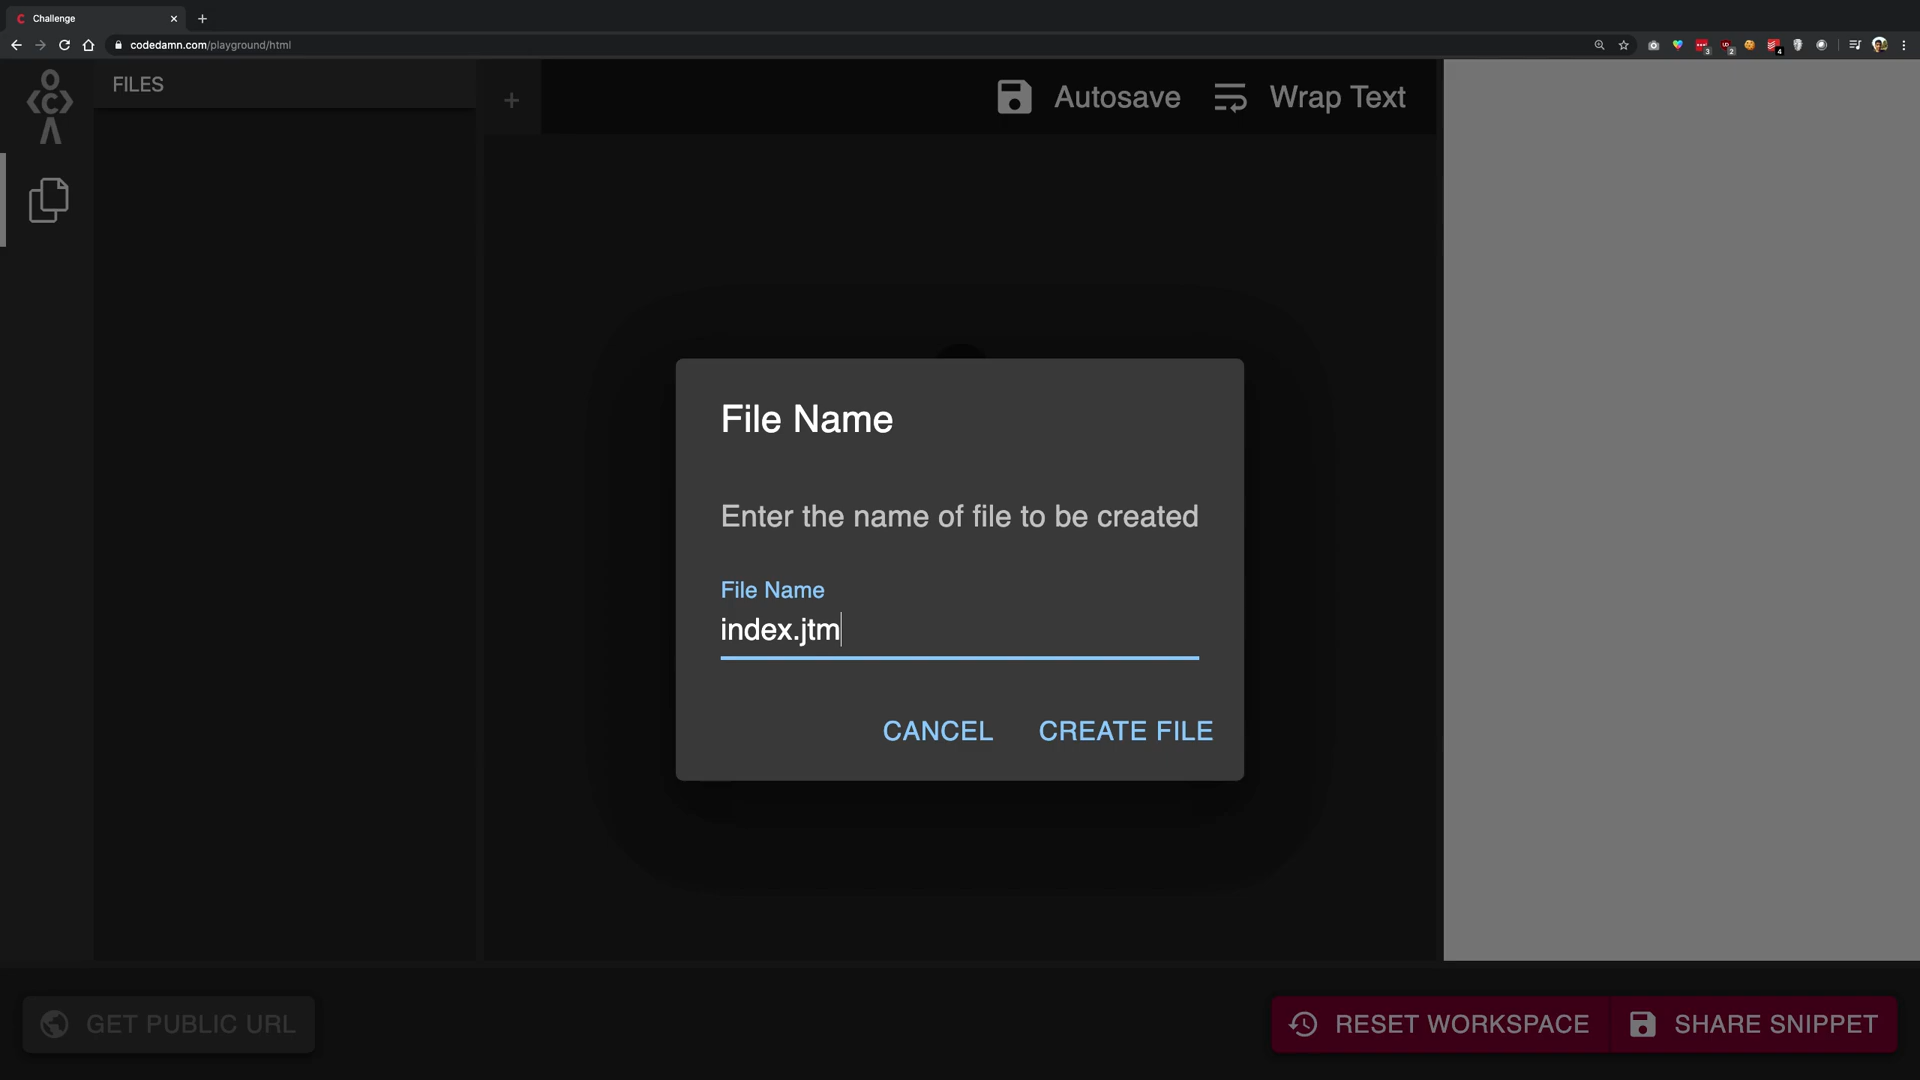 Challenge
codedamn.com/playground/html
FILES
Autosave
Wrap Text
File Name
Enter the name of file to be created
File Name
index.jtm
CANCEL
CREATE FILE
GET PUBLIC URL
RESET WORKSPACE
SHARE SNIPPET